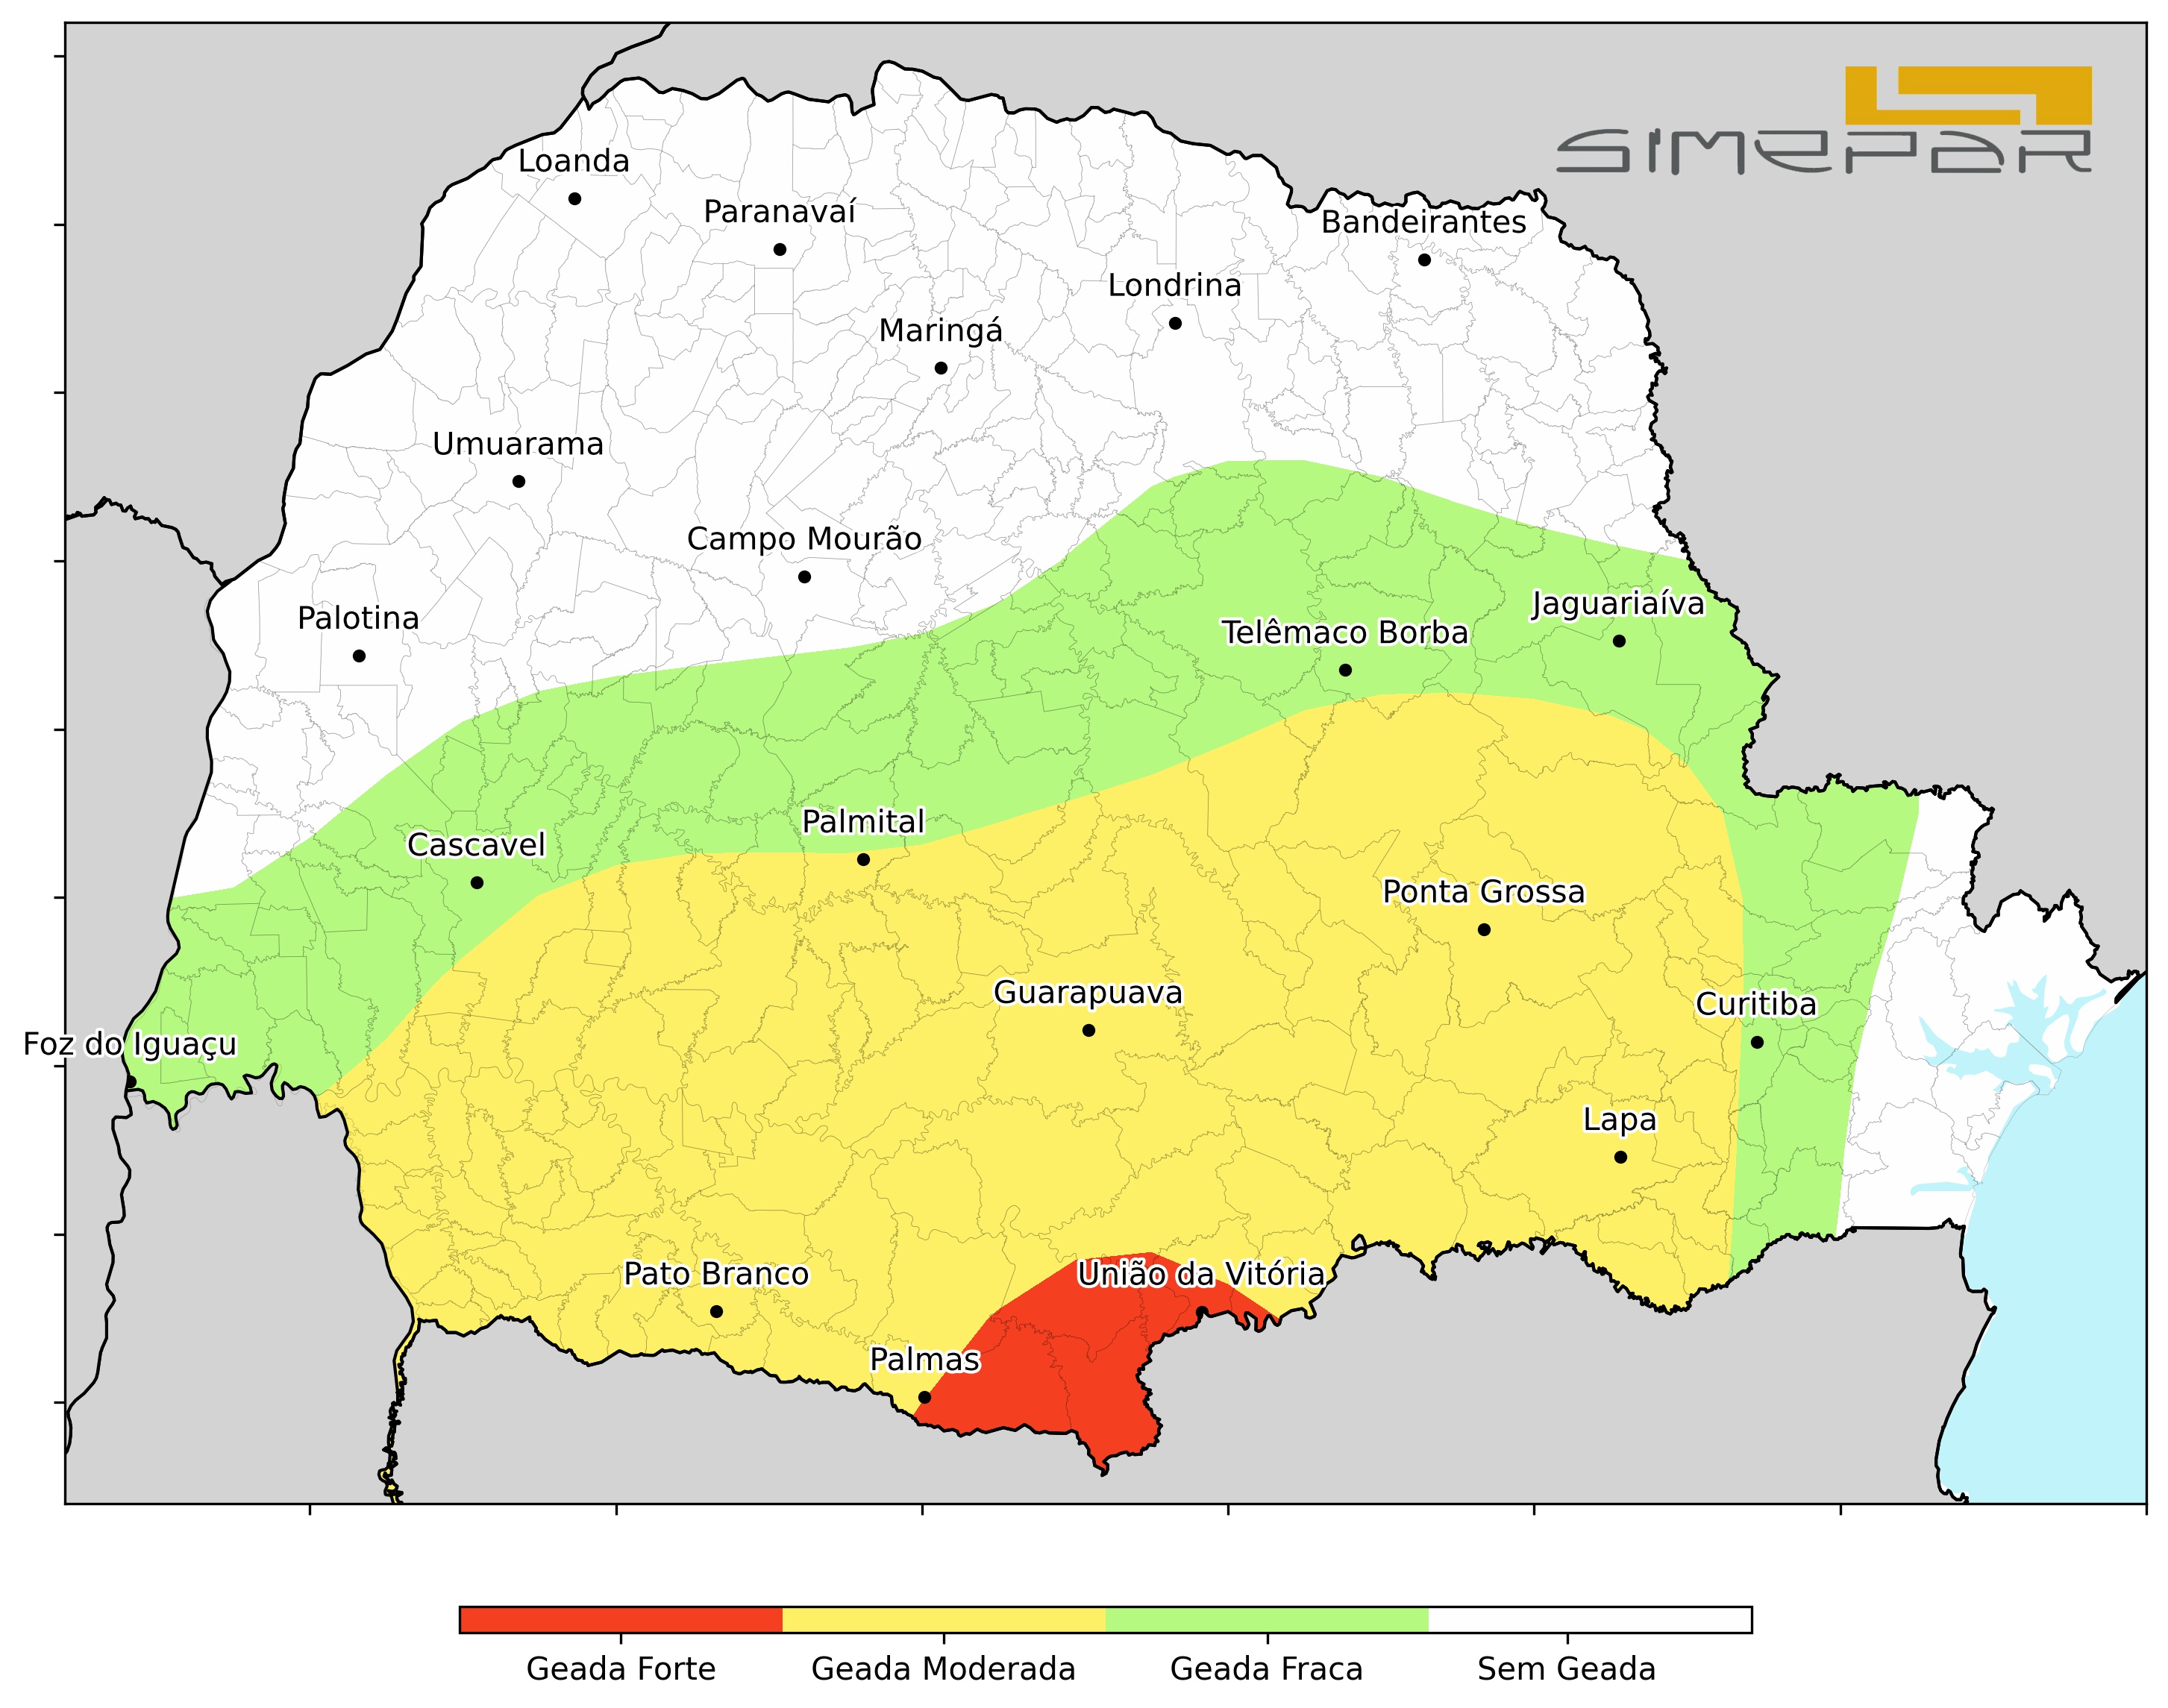 SIMEPAR
Loanda
Paranavaí
Bandeirantes
Londrina
Maringá
Umuarama
Campo Mourão
Palotina
Jaguariaíva
Telêmaco Borba
Palmital
Cascavel
Ponta Grossa
Guarapuava
Curitiba
Foz do Iguaçu
Lapa
Pato Branco
União da Vitória
Palmas
Geada Forte
Geada Moderada
Geada Fraca
Sem Geada